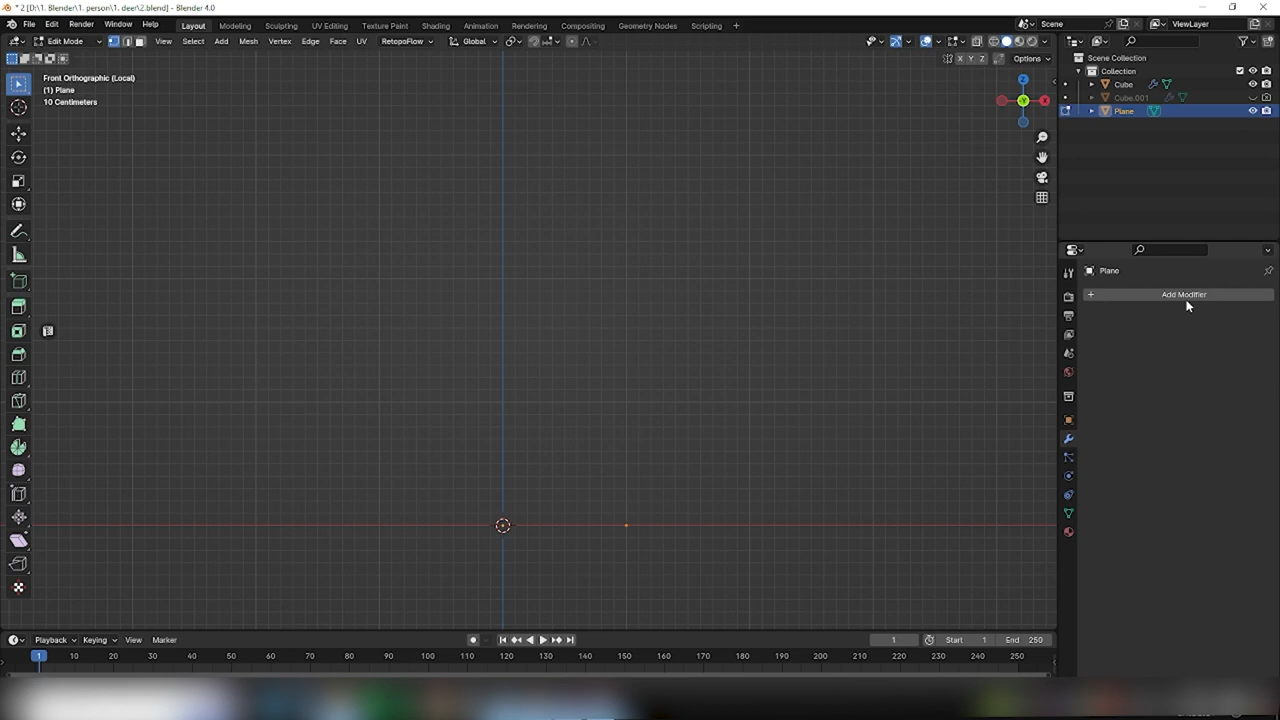 * 2 [D:\1. Blender\1. person\1. deer\2.blend] - Blender 4.0
File Edit Render Window Help Layout Modeling Sculpting UV Editing Texture Paint Shading Animation Rendering Compositing Geometry Nodes Scripting + Scene ViewLayer
Edit Mode View Select Add Mesh Vertex Edge Face UV RetopoFlow Global
X Y Z Options
Front Orthographic (Local)
(1) Plane
10 Centimeters
Z
X
Y
Scene Collection
Collection
Cube
Cube.001
Plane
Plane
+ Add Modifier
Playback Keying View Marker 1 Start 1 End 250
1 10 20 30 40 50 60 70 80 90 100 110 120 130 140 150 160 170 180 190 200 210 220 230 240 250